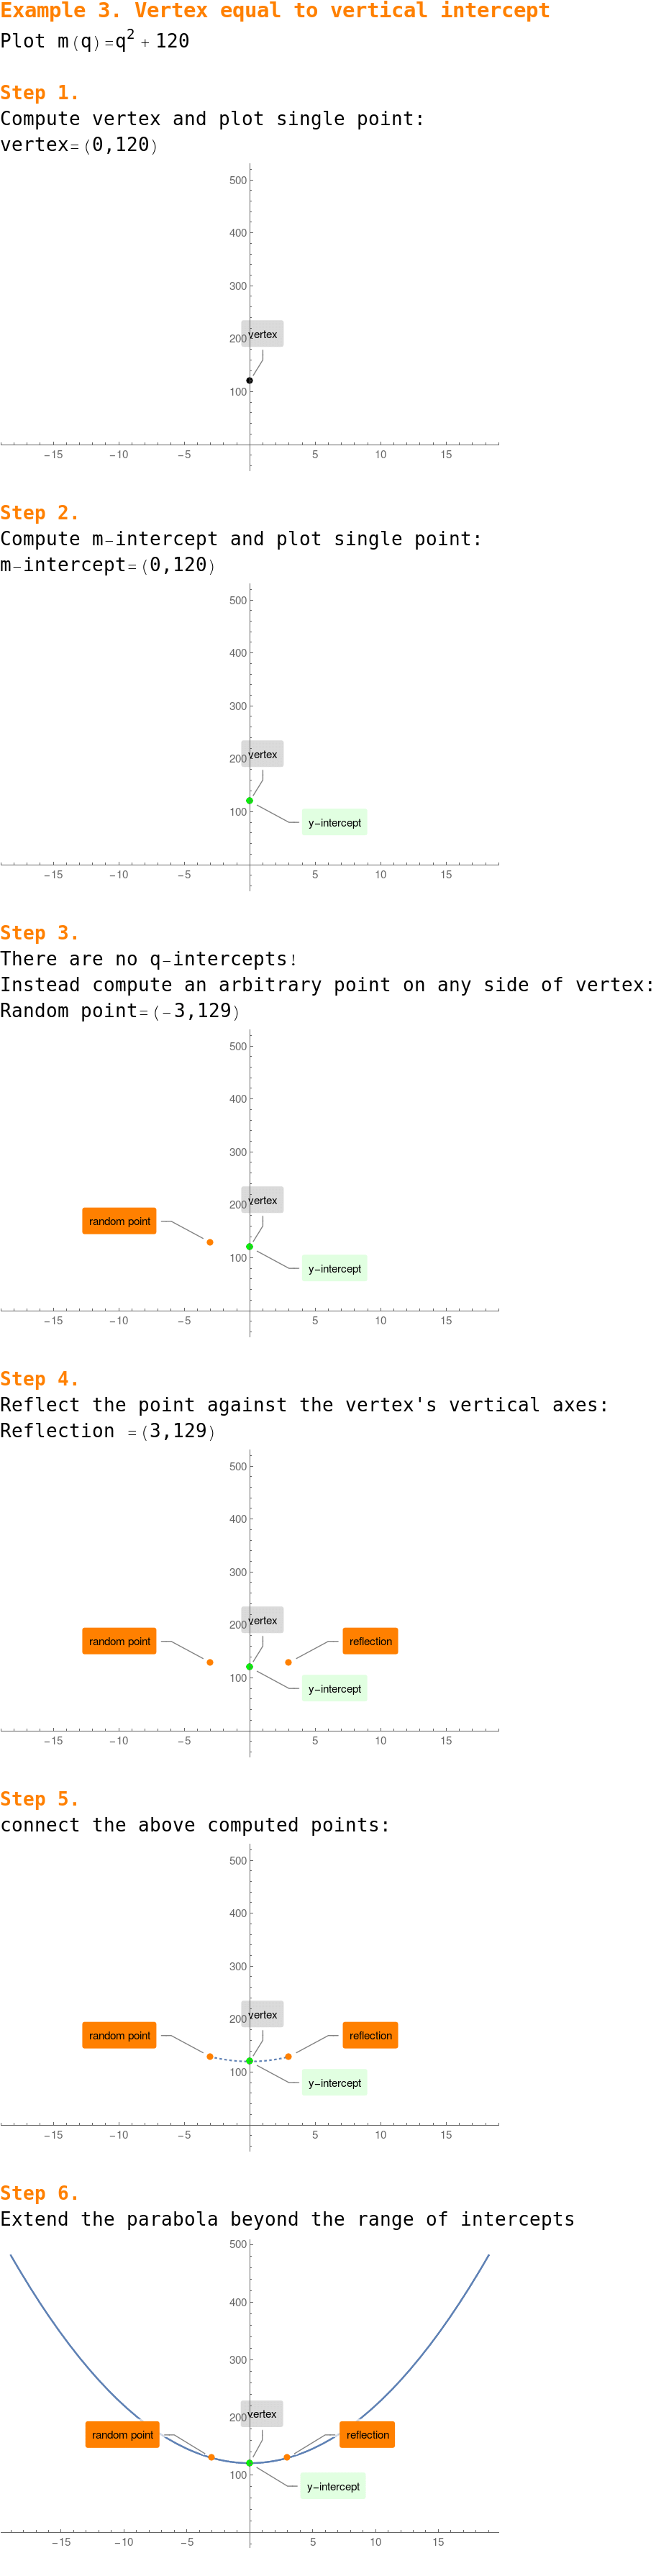 Example 3. Vertex equal to vertical intercept
Plot m(q)=q²+120
Step 1.
Compute vertex and plot single point:
vertex=(0,120)
500
400
300
200
vertex
100
−15 −10 −5 5 10 15
Step 2.
Compute m−intercept and plot single point:
m−intercept=(0,120)
500
400
300
200
vertex
100
y−intercept
−15 −10 −5 5 10 15
Step 3.
There are no q−intercepts!
Instead compute an arbitrary point on any side of vertex:
Random point=(−3,129)
500
400
300
200
vertex
random point
100
y−intercept
−15 −10 −5 5 10 15
Step 4.
Reflect the point against the vertex's vertical axes:
Reflection =(3,129)
500
400
300
200
vertex
random point
reflection
100
y−intercept
−15 −10 −5 5 10 15
Step 5.
connect the above computed points:
500
400
300
200
vertex
random point
reflection
100
y−intercept
−15 −10 −5 5 10 15
Step 6.
Extend the parabola beyond the range of intercepts
500
400
300
200
vertex
random point
reflection
100
y−intercept
−15 −10 −5 5 10 15